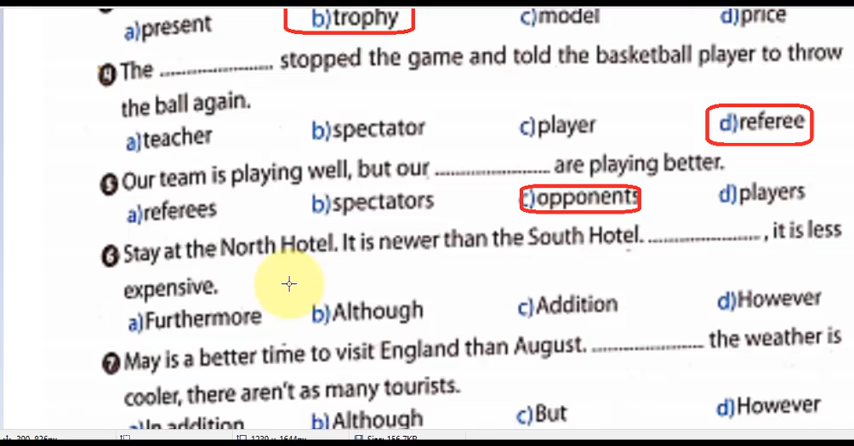 a)present b)trophy c)model d)price
4 The ................ stopped the game and told the basketball player to throw
the ball again.
a)teacher b)spectator c)player d)referee
5 Our team is playing well, but our ................ are playing better.
a)referees b)spectators c)opponents d)players
6 Stay at the North Hotel. It is newer than the South Hotel. ................ , it is less
expensive.
a)Furthermore b)Although c)Addition d)However
7 May is a better time to visit England than August. ................ the weather is
cooler, there aren't as many tourists.
a)In addition b)Although c)But d)However